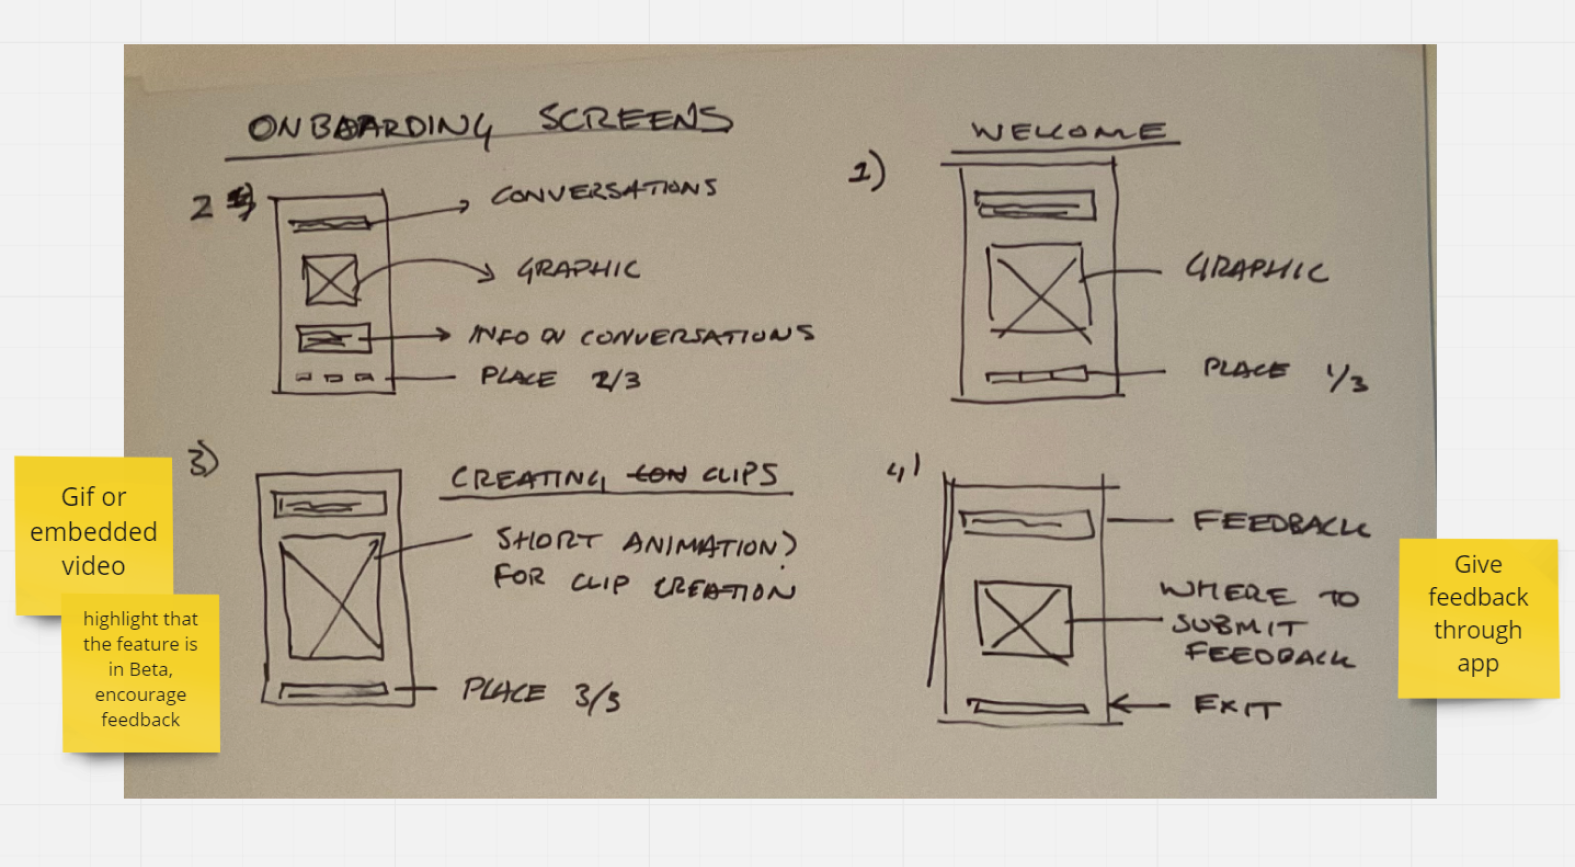 ONBOARDING SCREENS
2)
CONVERSATIONS
GRAPHIC
INFO ON CONVERSATIONS
PLACE 2/3
WELCOME
1)
GRAPHIC
PLACE 1/3
3)
CREATING CON CLIPS
SHORT ANIMATION?
FOR CLIP CREATION
PLACE 3/3
4)
FEEDBACK
WHERE TO
SUBMIT
FEEDBACK
EXIT
Gif or
embedded
video
highlight that
the feature is
in Beta,
encourage
feedback
Give
feedback
through
app